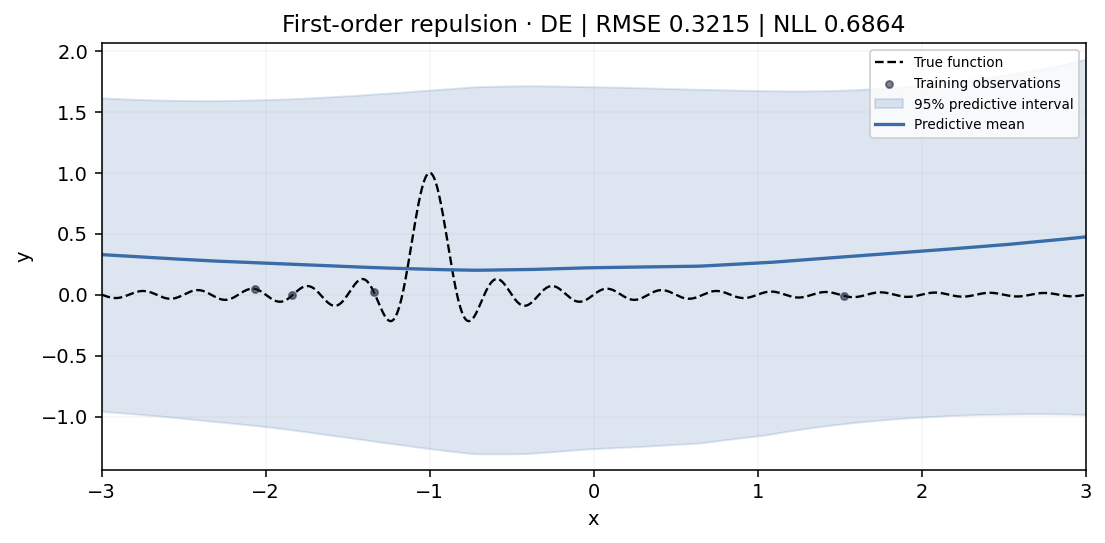 First-order repulsion · DE | RMSE 0.3215 | NLL 0.6864
True function
Training observations
95% predictive interval
Predictive mean
y
2.0
1.5
1.0
0.5
0.0
−0.5
−1.0
−3
−2
−1
0
1
2
3
x